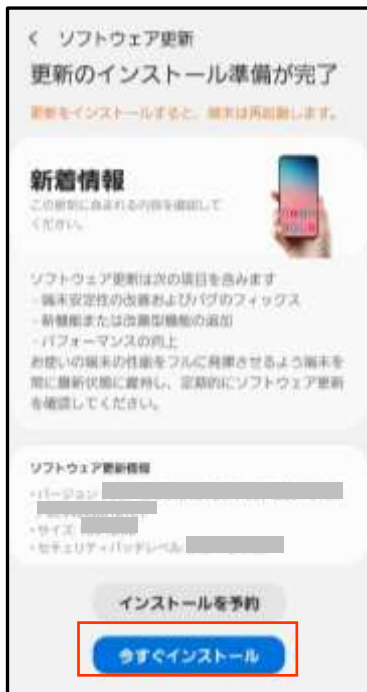 < ソフトウェア更新
更新のインストール準備が完了
更新をインストールすると、端末は再起動します。
新着情報
この更新に含まれる内容を確認して
ください。
ソフトウェア更新は次の項目を含みます
- 端末安定性の改善およびバグのフィックス
- 新機能または改善型機能の追加
- パフォーマンスの向上
お使いの端末の性能をフルに発揮させるよう端末を
常に最新状態に維持し、定期的にソフトウェア更新
を確認してください。
ソフトウェア更新情報
・バージョン:
・サイズ:
・セキュリティパッチレベル:
インストールを予約
今すぐインストール